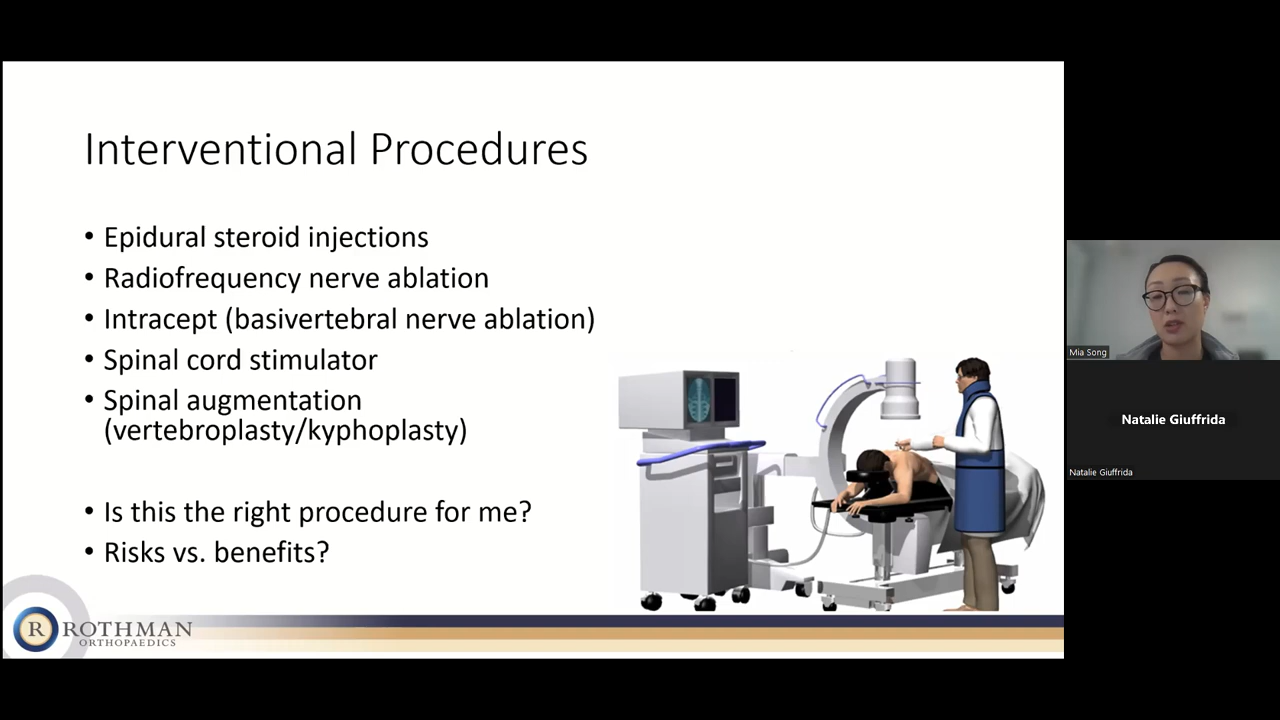 Interventional Procedures
• Epidural steroid injections
• Radiofrequency nerve ablation
• Intracept (basivertebral nerve ablation)
• Spinal cord stimulator
• Spinal augmentation
(vertebroplasty/kyphoplasty)
• Is this the right procedure for me?
• Risks vs. benefits?
R ROTHMAN
ORTHOPAEDICS
Mia Song
Natalie Giuffrida
Natalie Giuffrida